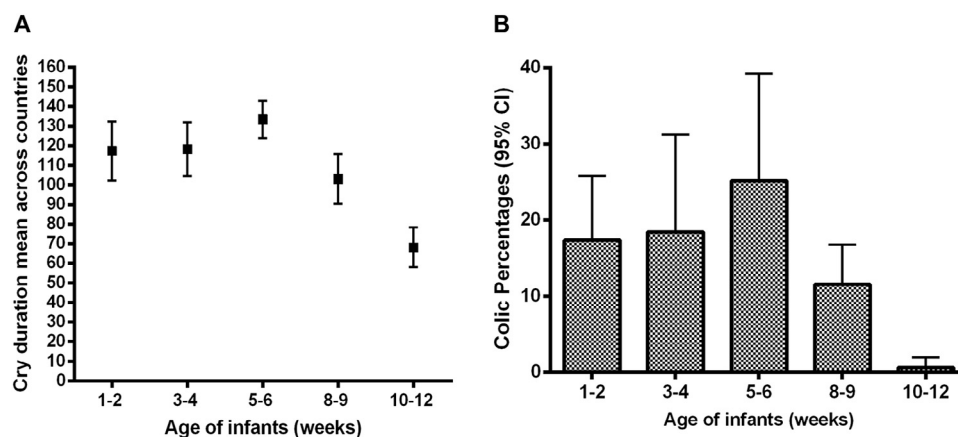 A
Cry duration mean across countries
160
150
140
130
120
110
100
90
80
70
60
50
40
30
20
10
0
1-2 3-4 5-6 8-9 10-12
Age of infants (weeks)
B
Colic Percentages (95% CI)
40
30
20
10
0
1-2 3-4 5-6 8-9 10-12
Age of infants (weeks)